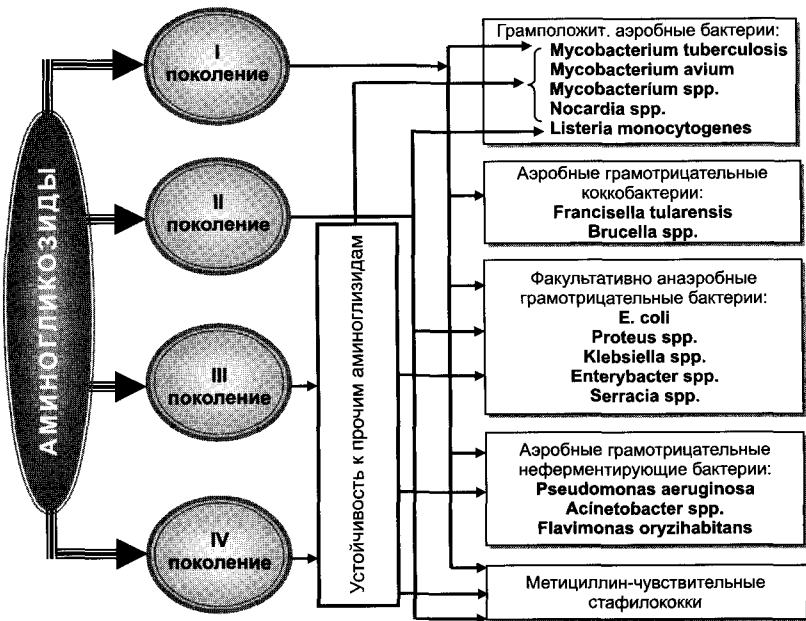 АМИНОГЛИКОЗИДЫ
I
поколение
II
поколение
III
поколение
IV
поколение
Устойчивость к прочим аминоглизидам
Грамположит. аэробные бактерии:
Mycobacterium tuberculosis
Mycobacterium avium
Mycobacterium spp.
Nocardia spp.
Listeria monocytogenes
Аэробные грамотрицательные
коккобактерии:
Francisella tularensis
Brucella spp.
Факультативно анаэробные
грамотрицательные бактерии:
E. coli
Proteus spp.
Klebsiella spp.
Enterybacter spp.
Serracia spp.
Аэробные грамотрицательные
неферментирующие бактерии:
Pseudomonas aeruginosa
Acinetobacter spp.
Flavimonas oryzihabitans
Метициллин-чувствительные
стафилококки